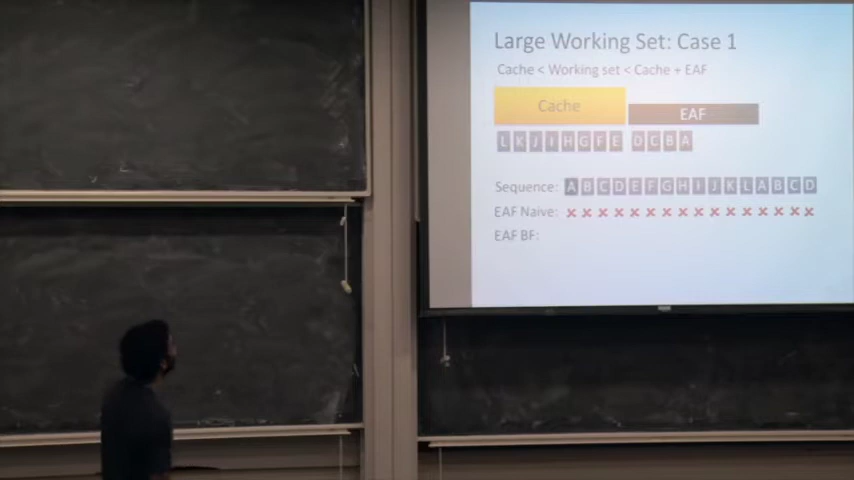 Large Working Set: Case 1
Cache < Working set < Cache + EAF
Cache EAF
L K J I H G F E D C B A
Sequence: A B C D E F G H I J K L A B C D
EAF Naive: × × × × × × × × × × × × × × × ×
EAF BF: